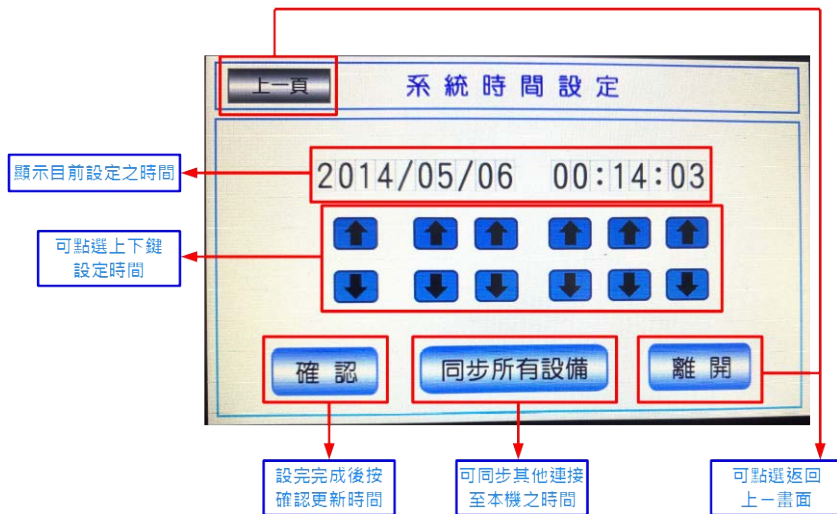 上一頁
系統時間設定
顯示目前設定之時間
2014/05/06 00:14:03
可點選上下鍵
設定時間
確認
同步所有設備
離開
設完完成後按
確認更新時間
可同步其他連接
至本機之時間
可點選返回
上一畫面